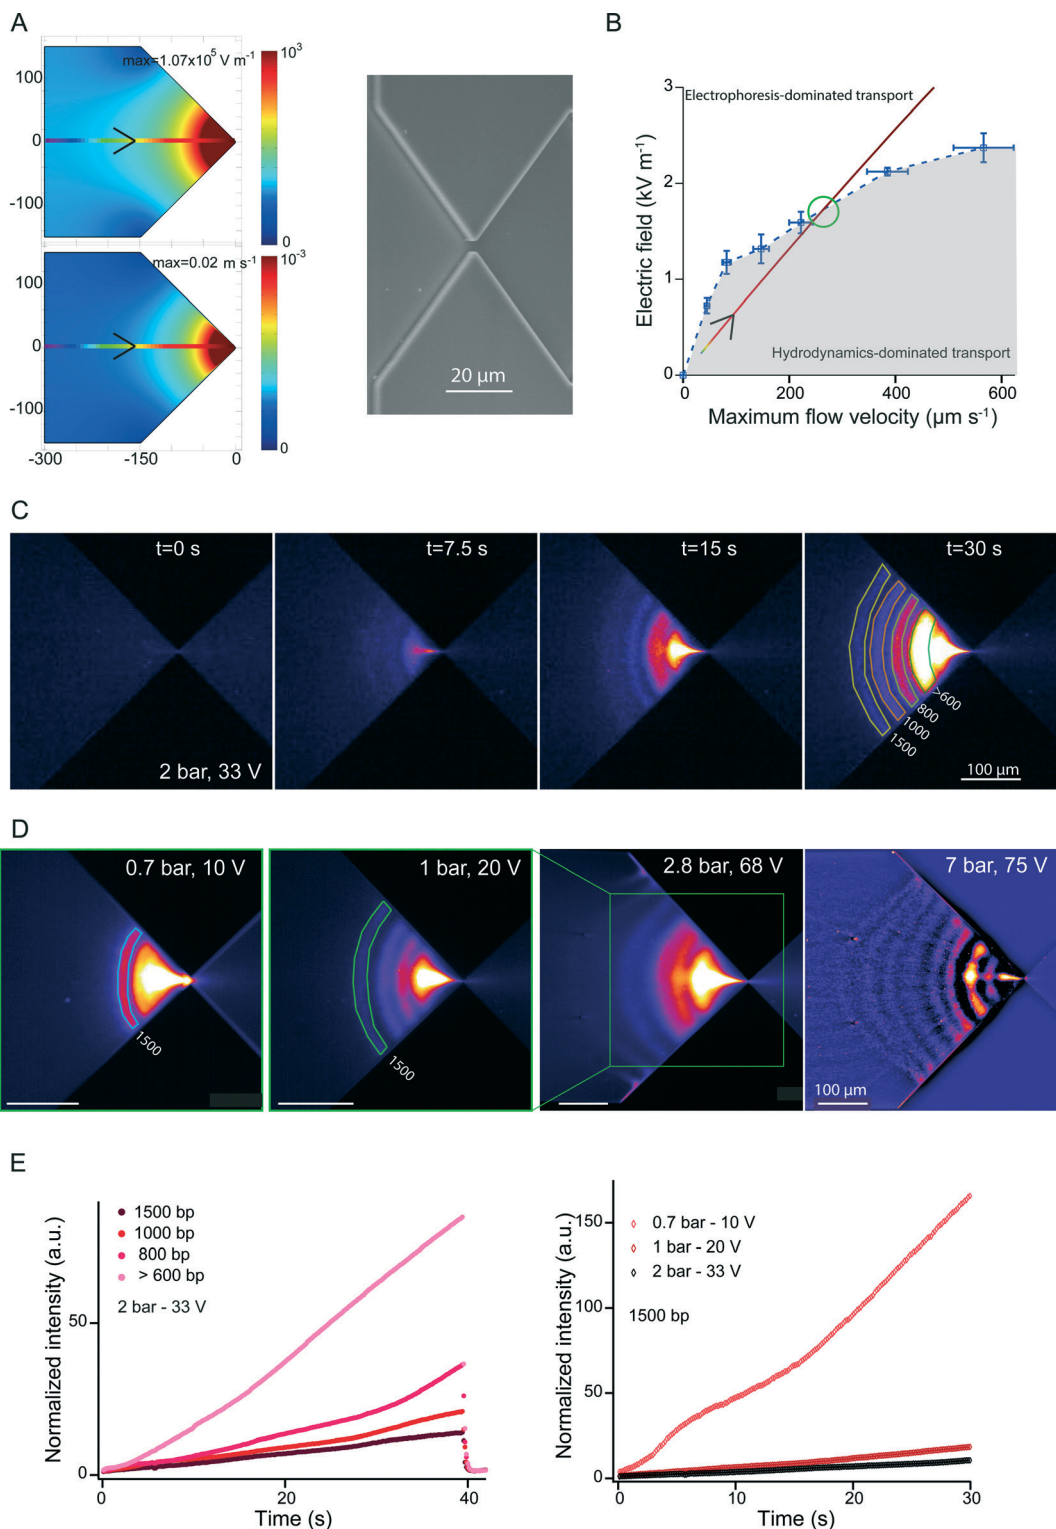 A
max=1.07x10⁵ V m⁻¹
10³
100
0
-100
0
max=0.02 m s⁻¹
10⁻³
100
0
-100
0
-300
-150
0
20 µm
B
Electric field (kV m⁻¹)
3
2
1
0
Electrophoresis-dominated transport
Hydrodynamics-dominated transport
0
200
400
600
Maximum flow velocity (µm s⁻¹)
C
t=0 s
t=7.5 s
t=15 s
t=30 s
2 bar, 33 V
>600
800
1000
1500
100 µm
D
0.7 bar, 10 V
1 bar, 20 V
2.8 bar, 68 V
7 bar, 75 V
1500
1500
100 µm
E
Normalized intensity (a.u.)
50
0
1500 bp
1000 bp
800 bp
> 600 bp
2 bar - 33 V
0
20
40
Time (s)
Normalized intensity (a.u.)
150
100
50
0
0.7 bar - 10 V
1 bar - 20 V
2 bar - 33 V
1500 bp
0
10
20
30
Time (s)